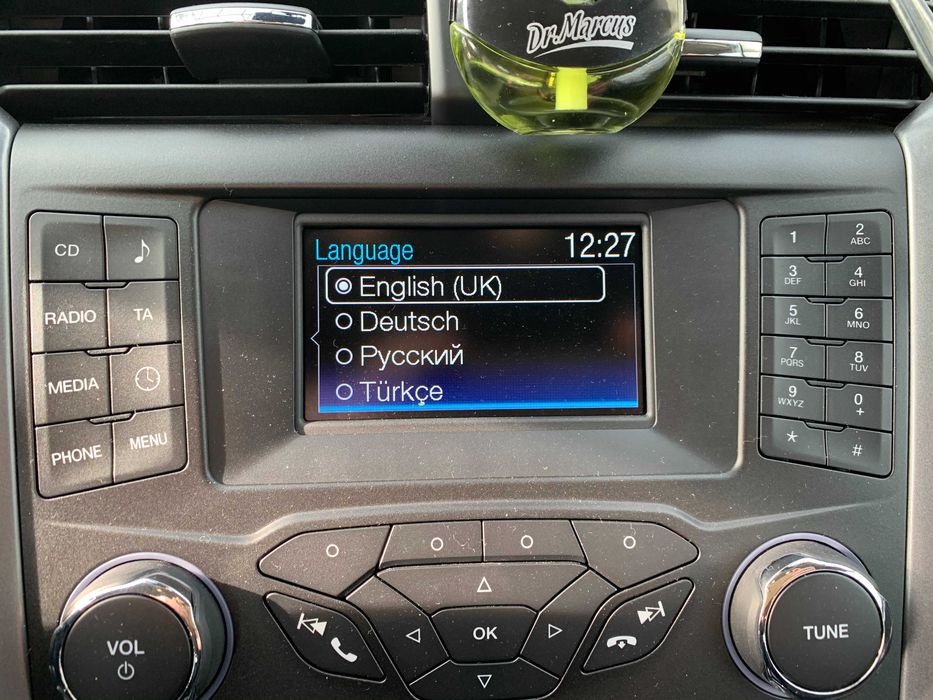 Dr.Marcus
Language 12:27
English (UK)
Deutsch
Русский
Türkçe
CD
RADIO TA
MEDIA
PHONE MENU
1 2 ABC
3 DEF 4 GHI
5 JKL 6 MNO
7 PQRS 8 TUV
9 WXYZ 0 +
* #
VOL
OK
TUNE